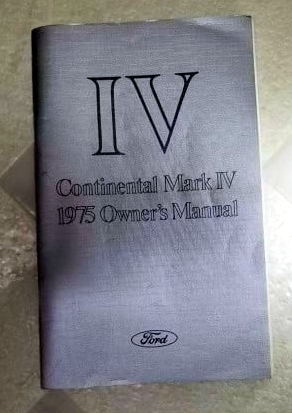 IV
Continental Mark IV
1975 Owner's Manual
Ford